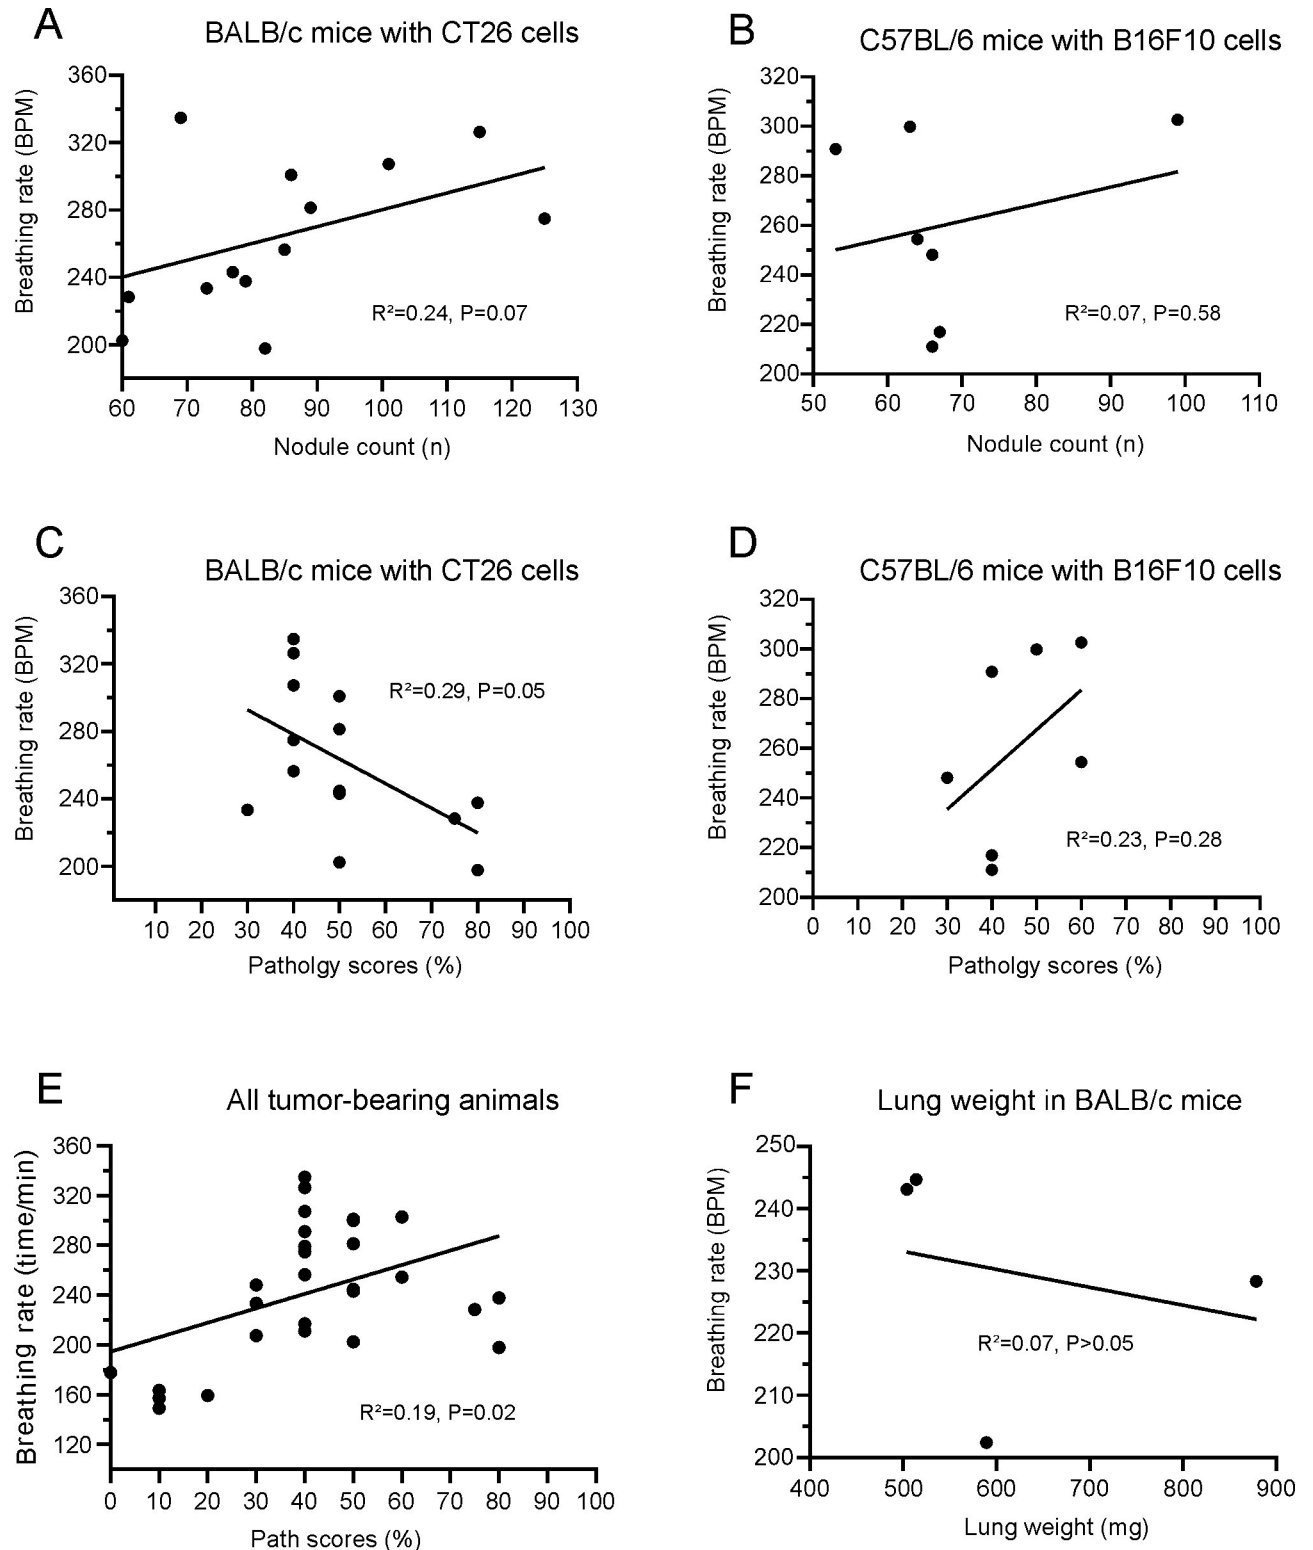 A
BALB/c mice with CT26 cells
Breathing rate (BPM)
360
320
280
240
200
60 70 80 90 100 110 120 130
Nodule count (n)
R²=0.24, P=0.07
B
C57BL/6 mice with B16F10 cells
Breathing rate (BPM)
320
300
280
260
240
220
200
50 60 70 80 90 100 110
Nodule count (n)
R²=0.07, P=0.58
C
BALB/c mice with CT26 cells
Breathing rate (BPM)
360
320
280
240
200
10 20 30 40 50 60 70 80 90 100
Patholgy scores (%)
R²=0.29, P=0.05
D
C57BL/6 mice with B16F10 cells
Breathing rate (BPM)
320
300
280
260
240
220
200
0 10 20 30 40 50 60 70 80 90 100
Patholgy scores (%)
R²=0.23, P=0.28
E
All tumor-bearing animals
Breathing rate (time/min)
360
320
280
240
200
160
120
0 10 20 30 40 50 60 70 80 90 100
Path scores (%)
R²=0.19, P=0.02
F
Lung weight in BALB/c mice
Breathing rate (BPM)
250
240
230
220
210
200
400 500 600 700 800 900
Lung weight (mg)
R²=0.07, P>0.05